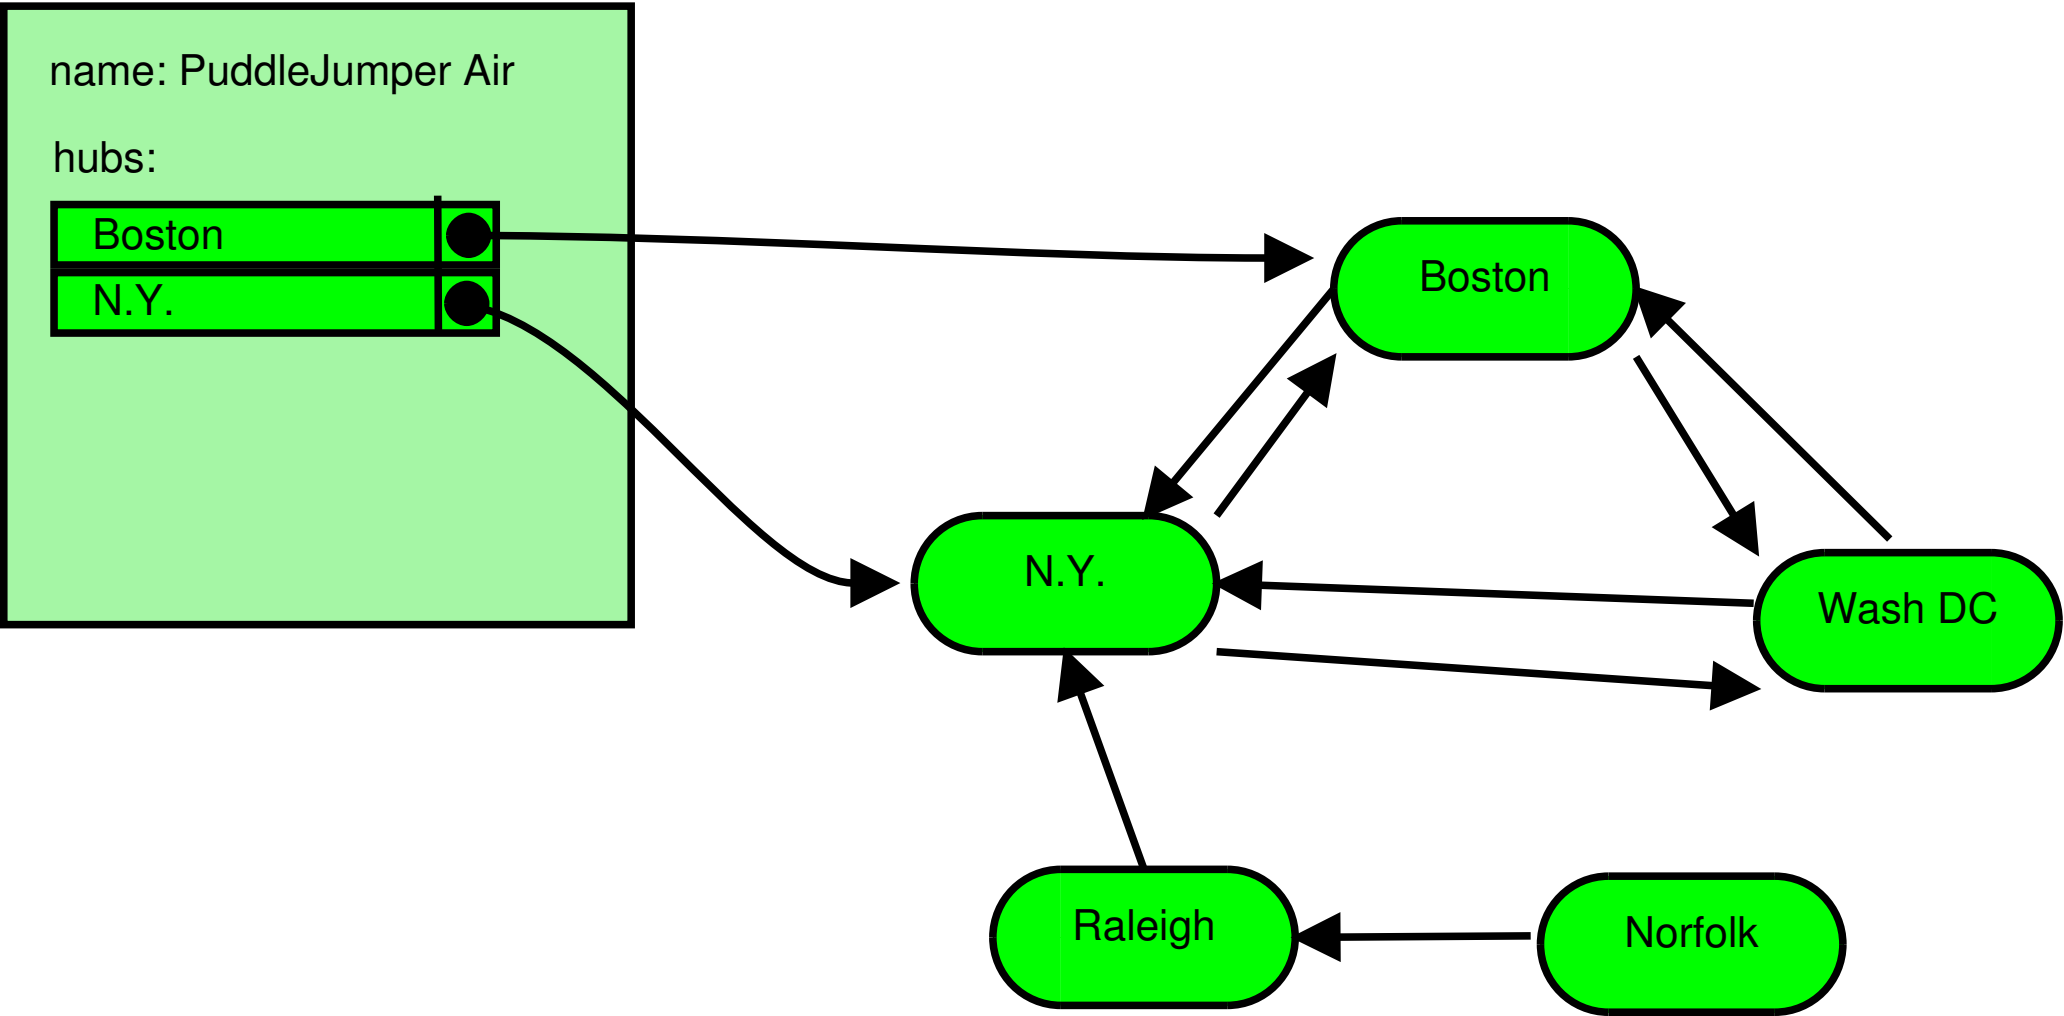 name: PuddleJumper Air
hubs:
Boston
N.Y.
Boston
N.Y.
Wash DC
Raleigh
Norfolk